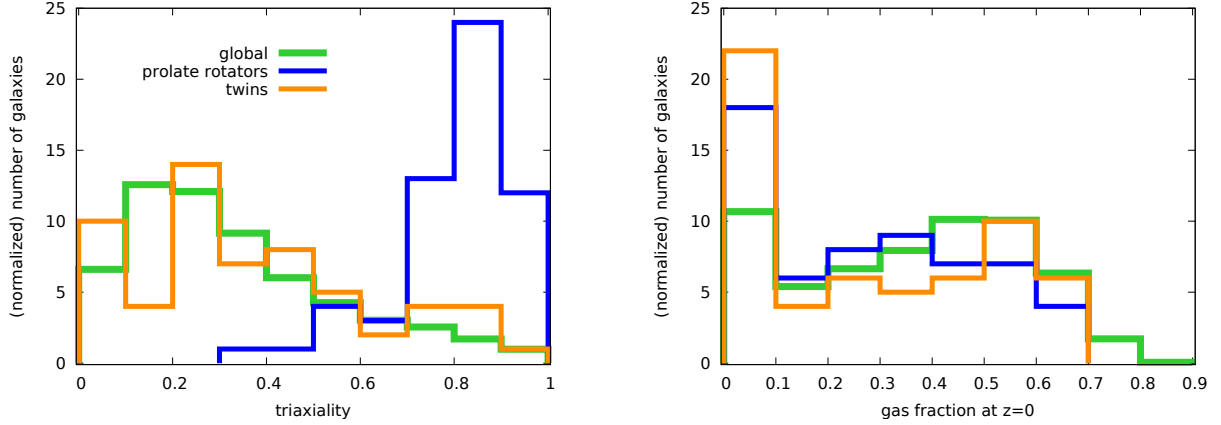 (normalized) number of galaxies
25
20
15
10
5
0
global
prolate rotators
twins
0 0.2 0.4 0.6 0.8 1
triaxiality
(normalized) number of galaxies
25
20
15
10
5
0
0 0.1 0.2 0.3 0.4 0.5 0.6 0.7 0.8 0.9
gas fraction at z=0